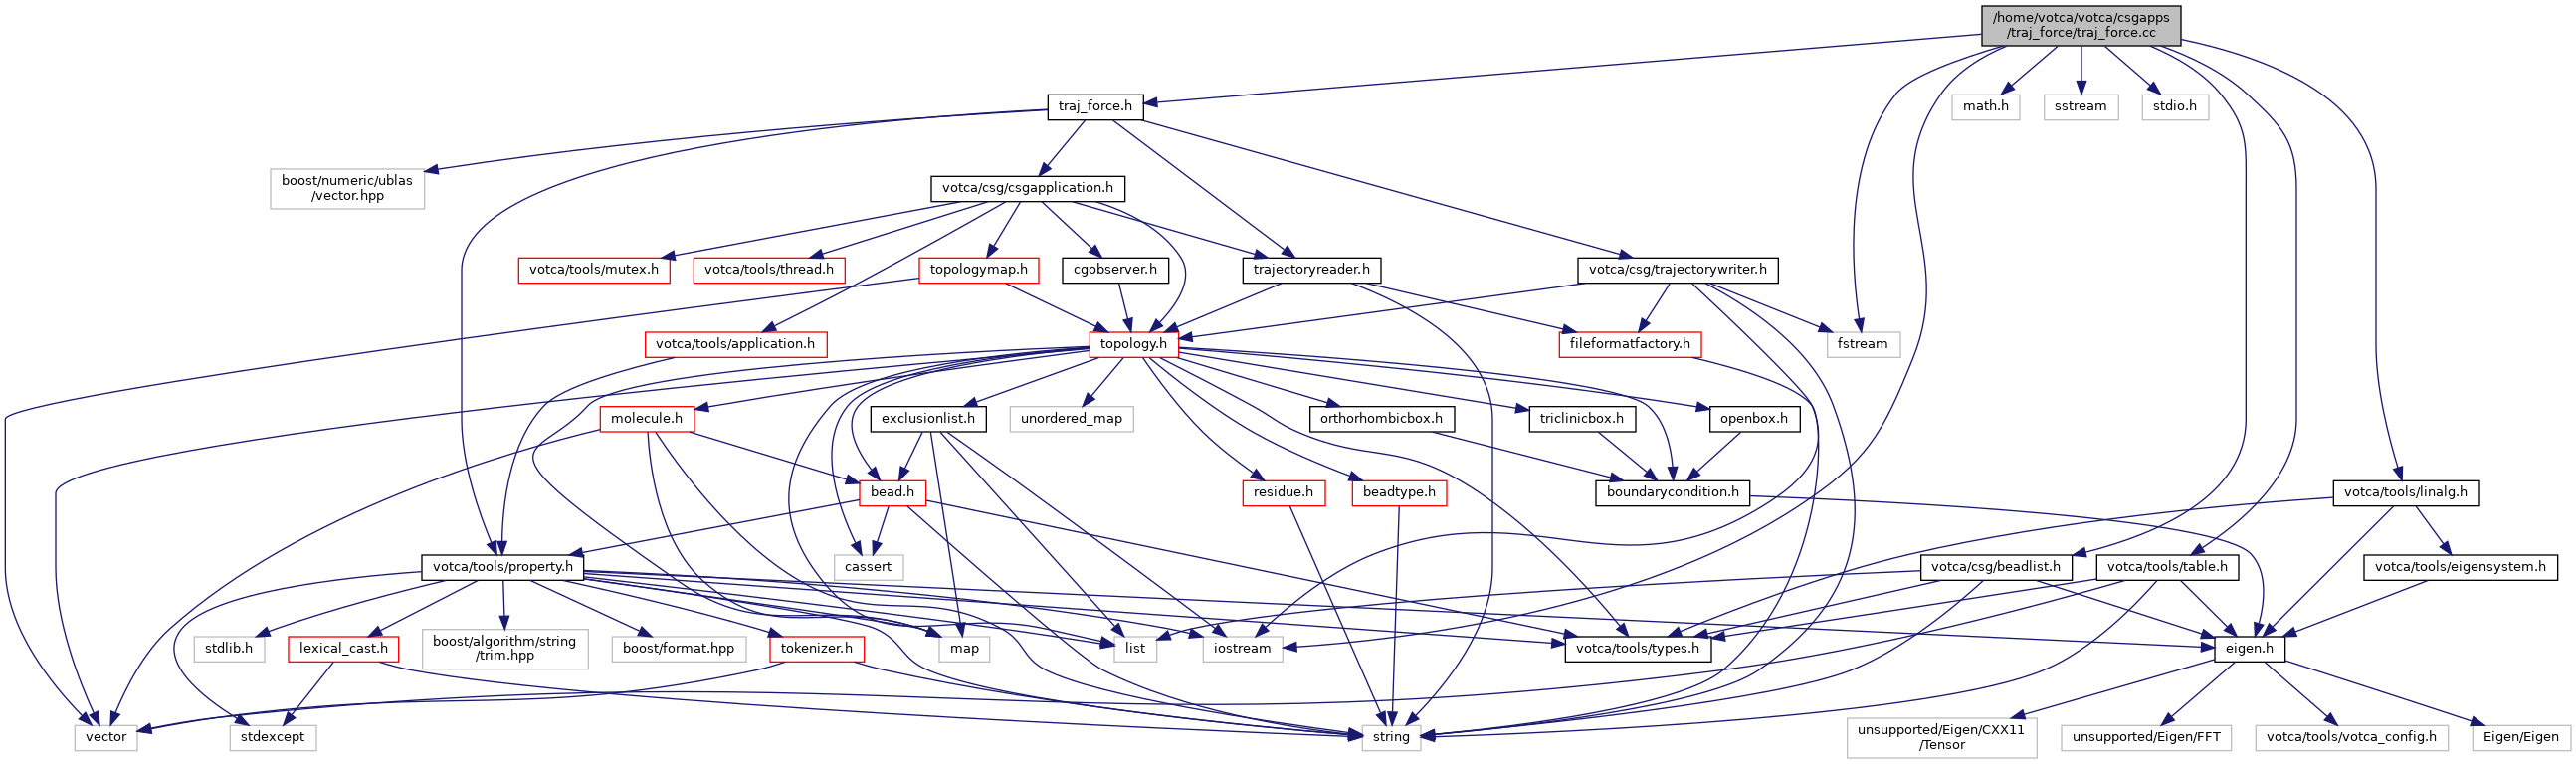 /home/votca/votca/csgapps
/traj_force/traj_force.cc
traj_force.h
math.h
sstream
stdio.h
boost/numeric/ublas
/vector.hpp
votca/csg/csgapplication.h
votca/tools/mutex.h
votca/tools/thread.h
topologymap.h
cgobserver.h
trajectoryreader.h
votca/csg/trajectorywriter.h
votca/tools/application.h
topology.h
fileformatfactory.h
fstream
molecule.h
exclusionlist.h
unordered_map
orthorhombicbox.h
triclinicbox.h
openbox.h
bead.h
residue.h
beadtype.h
boundarycondition.h
votca/tools/linalg.h
votca/tools/property.h
cassert
votca/csg/beadlist.h
votca/tools/table.h
votca/tools/eigensystem.h
stdlib.h
lexical_cast.h
boost/algorithm/string
/trim.hpp
boost/format.hpp
tokenizer.h
map
list
iostream
votca/tools/types.h
eigen.h
vector
stdexcept
string
unsupported/Eigen/CXX11
/Tensor
unsupported/Eigen/FFT
votca/tools/votca_config.h
Eigen/Eigen